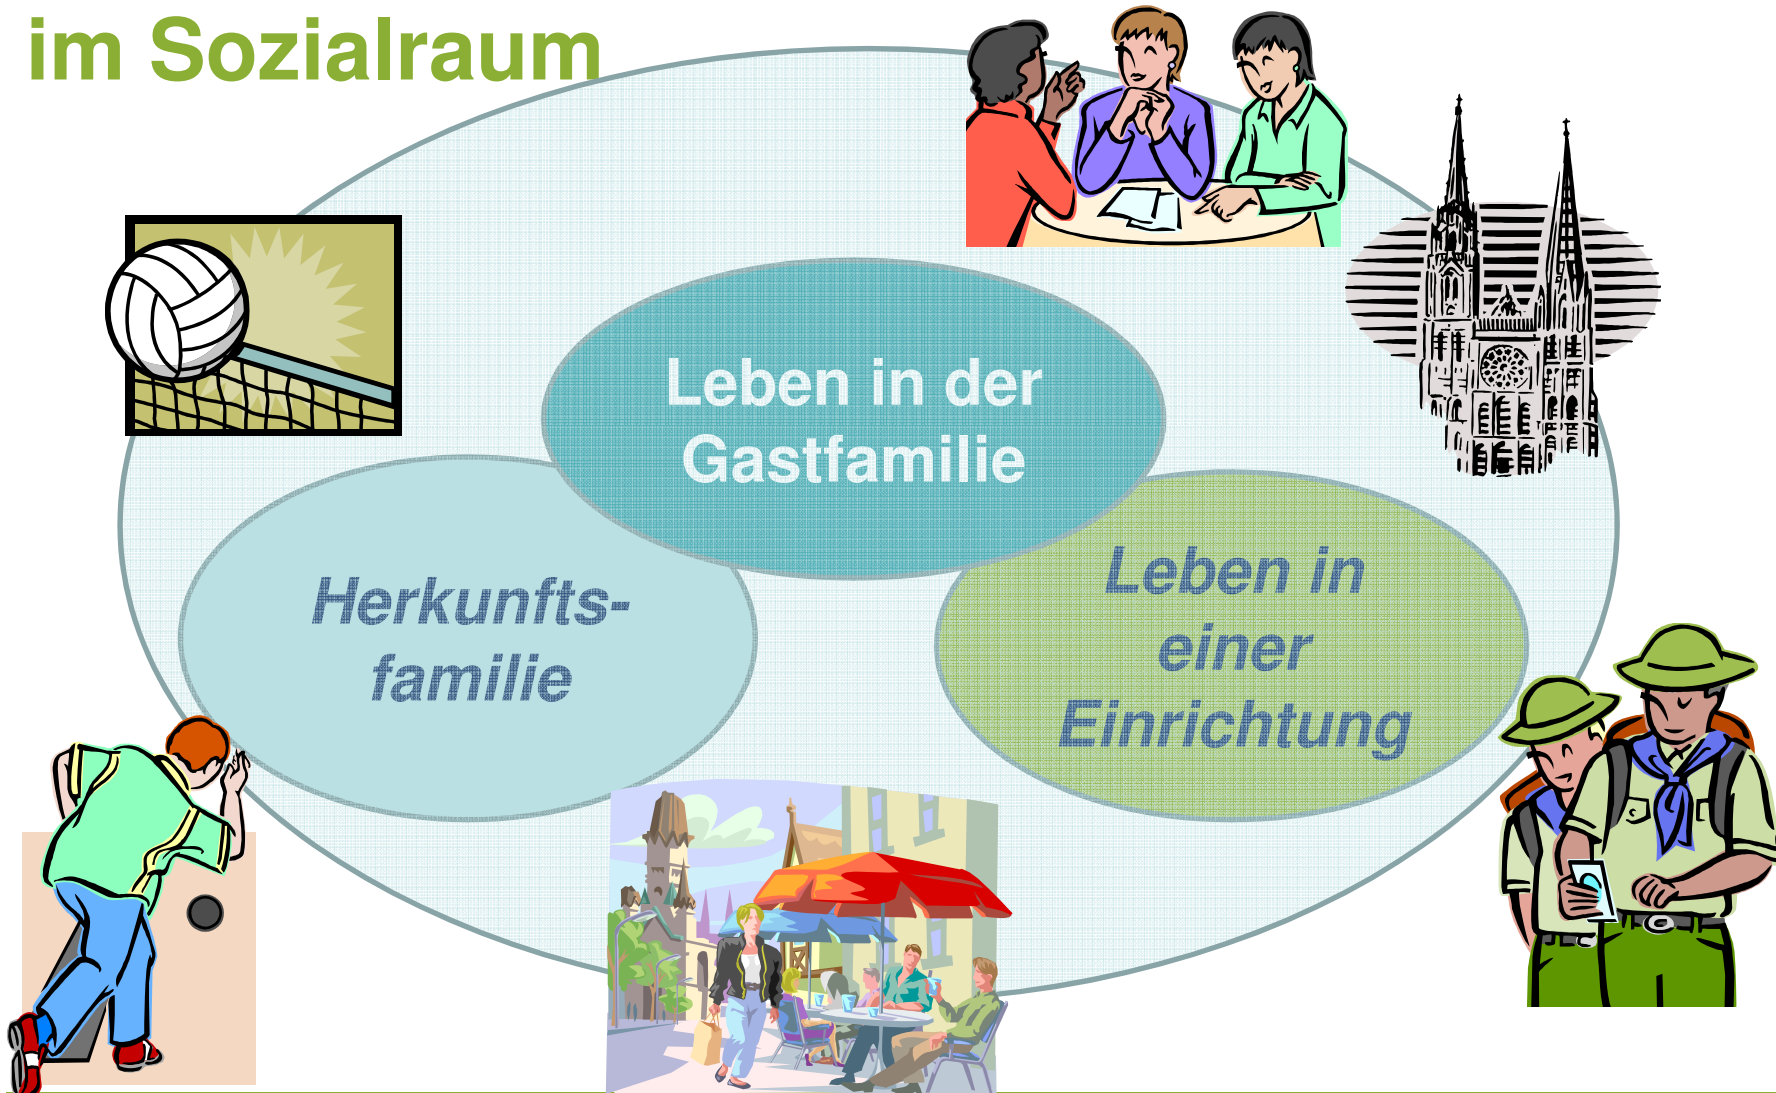 im Sozialraum
Leben in der
Gastfamilie
Herkunfts-
familie
Leben in
einer
Einrichtung